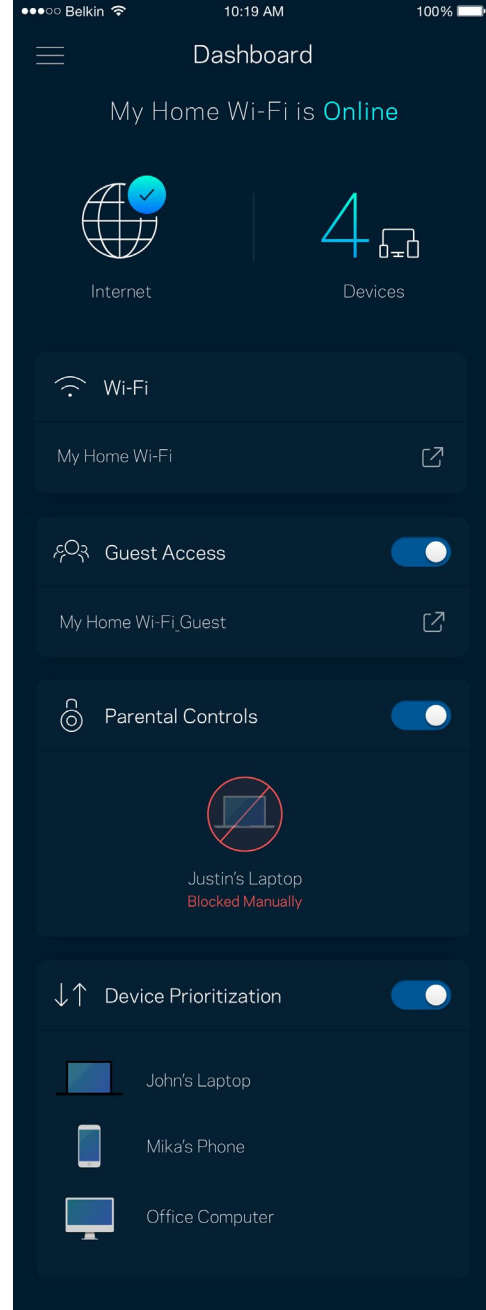 ●●●○○ Belkin 10:19 AM 100%
Dashboard
My Home Wi-Fi is Online
4
Internet Devices
Wi-Fi
My Home Wi-Fi
Guest Access
My Home Wi-Fi_Guest
Parental Controls
Justin's Laptop
Blocked Manually
Device Prioritization
John's Laptop
Mika's Phone
Office Computer